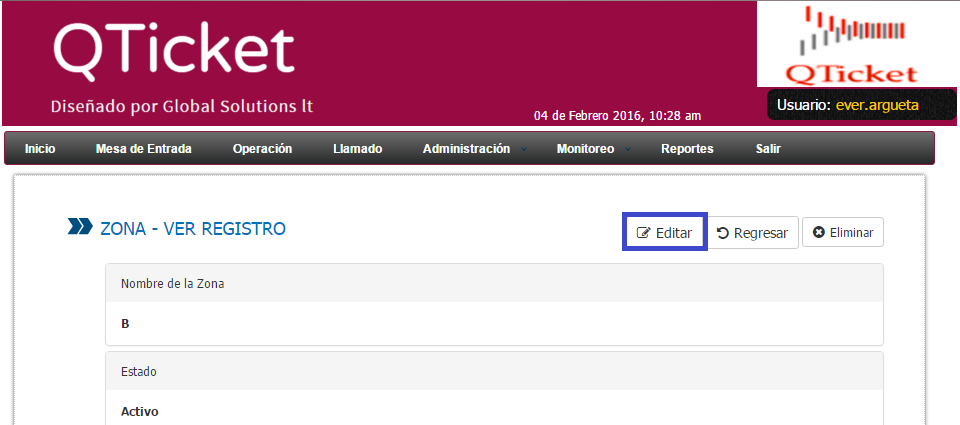 QTicket
QTicket
Diseñado por Global Solutions lt
04 de Febrero 2016, 10:28 am
Usuario: ever.argueta
Inicio Mesa de Entrada Operación Llamado Administración Monitoreo Reportes Salir
ZONA - VER REGISTRO
Editar Regresar Eliminar
Nombre de la Zona
B
Estado
Activo